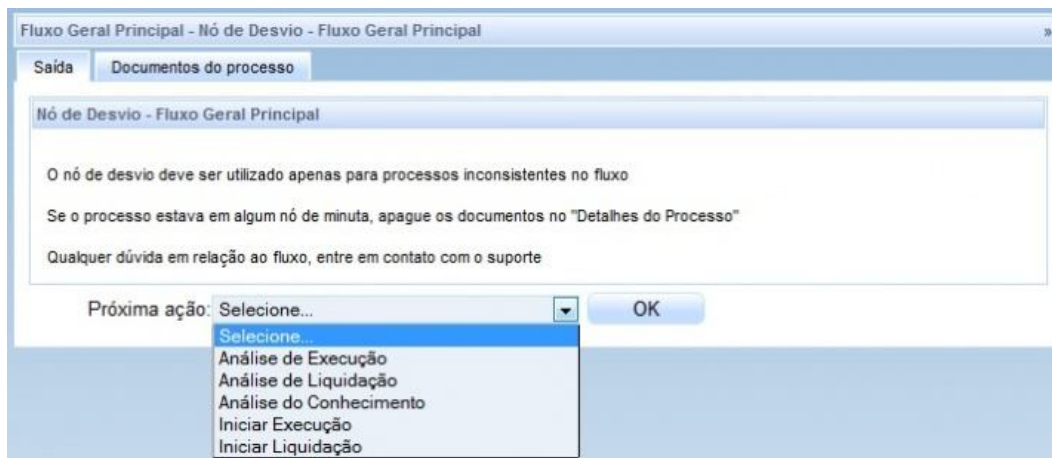 Fluxo Geral Principal - Nó de Desvio - Fluxo Geral Principal »
Saída Documentos do processo
Nó de Desvio - Fluxo Geral Principal
O nó de desvio deve ser utilizado apenas para processos inconsistentes no fluxo
Se o processo estava em algum nó de minuta, apague os documentos no "Detalhes do Processo"
Qualquer dúvida em relação ao fluxo, entre em contato com o suporte
Próxima ação: Selecione... OK
Selecione...
Análise de Execução
Análise de Liquidação
Análise do Conhecimento
Iniciar Execução
Iniciar Liquidação